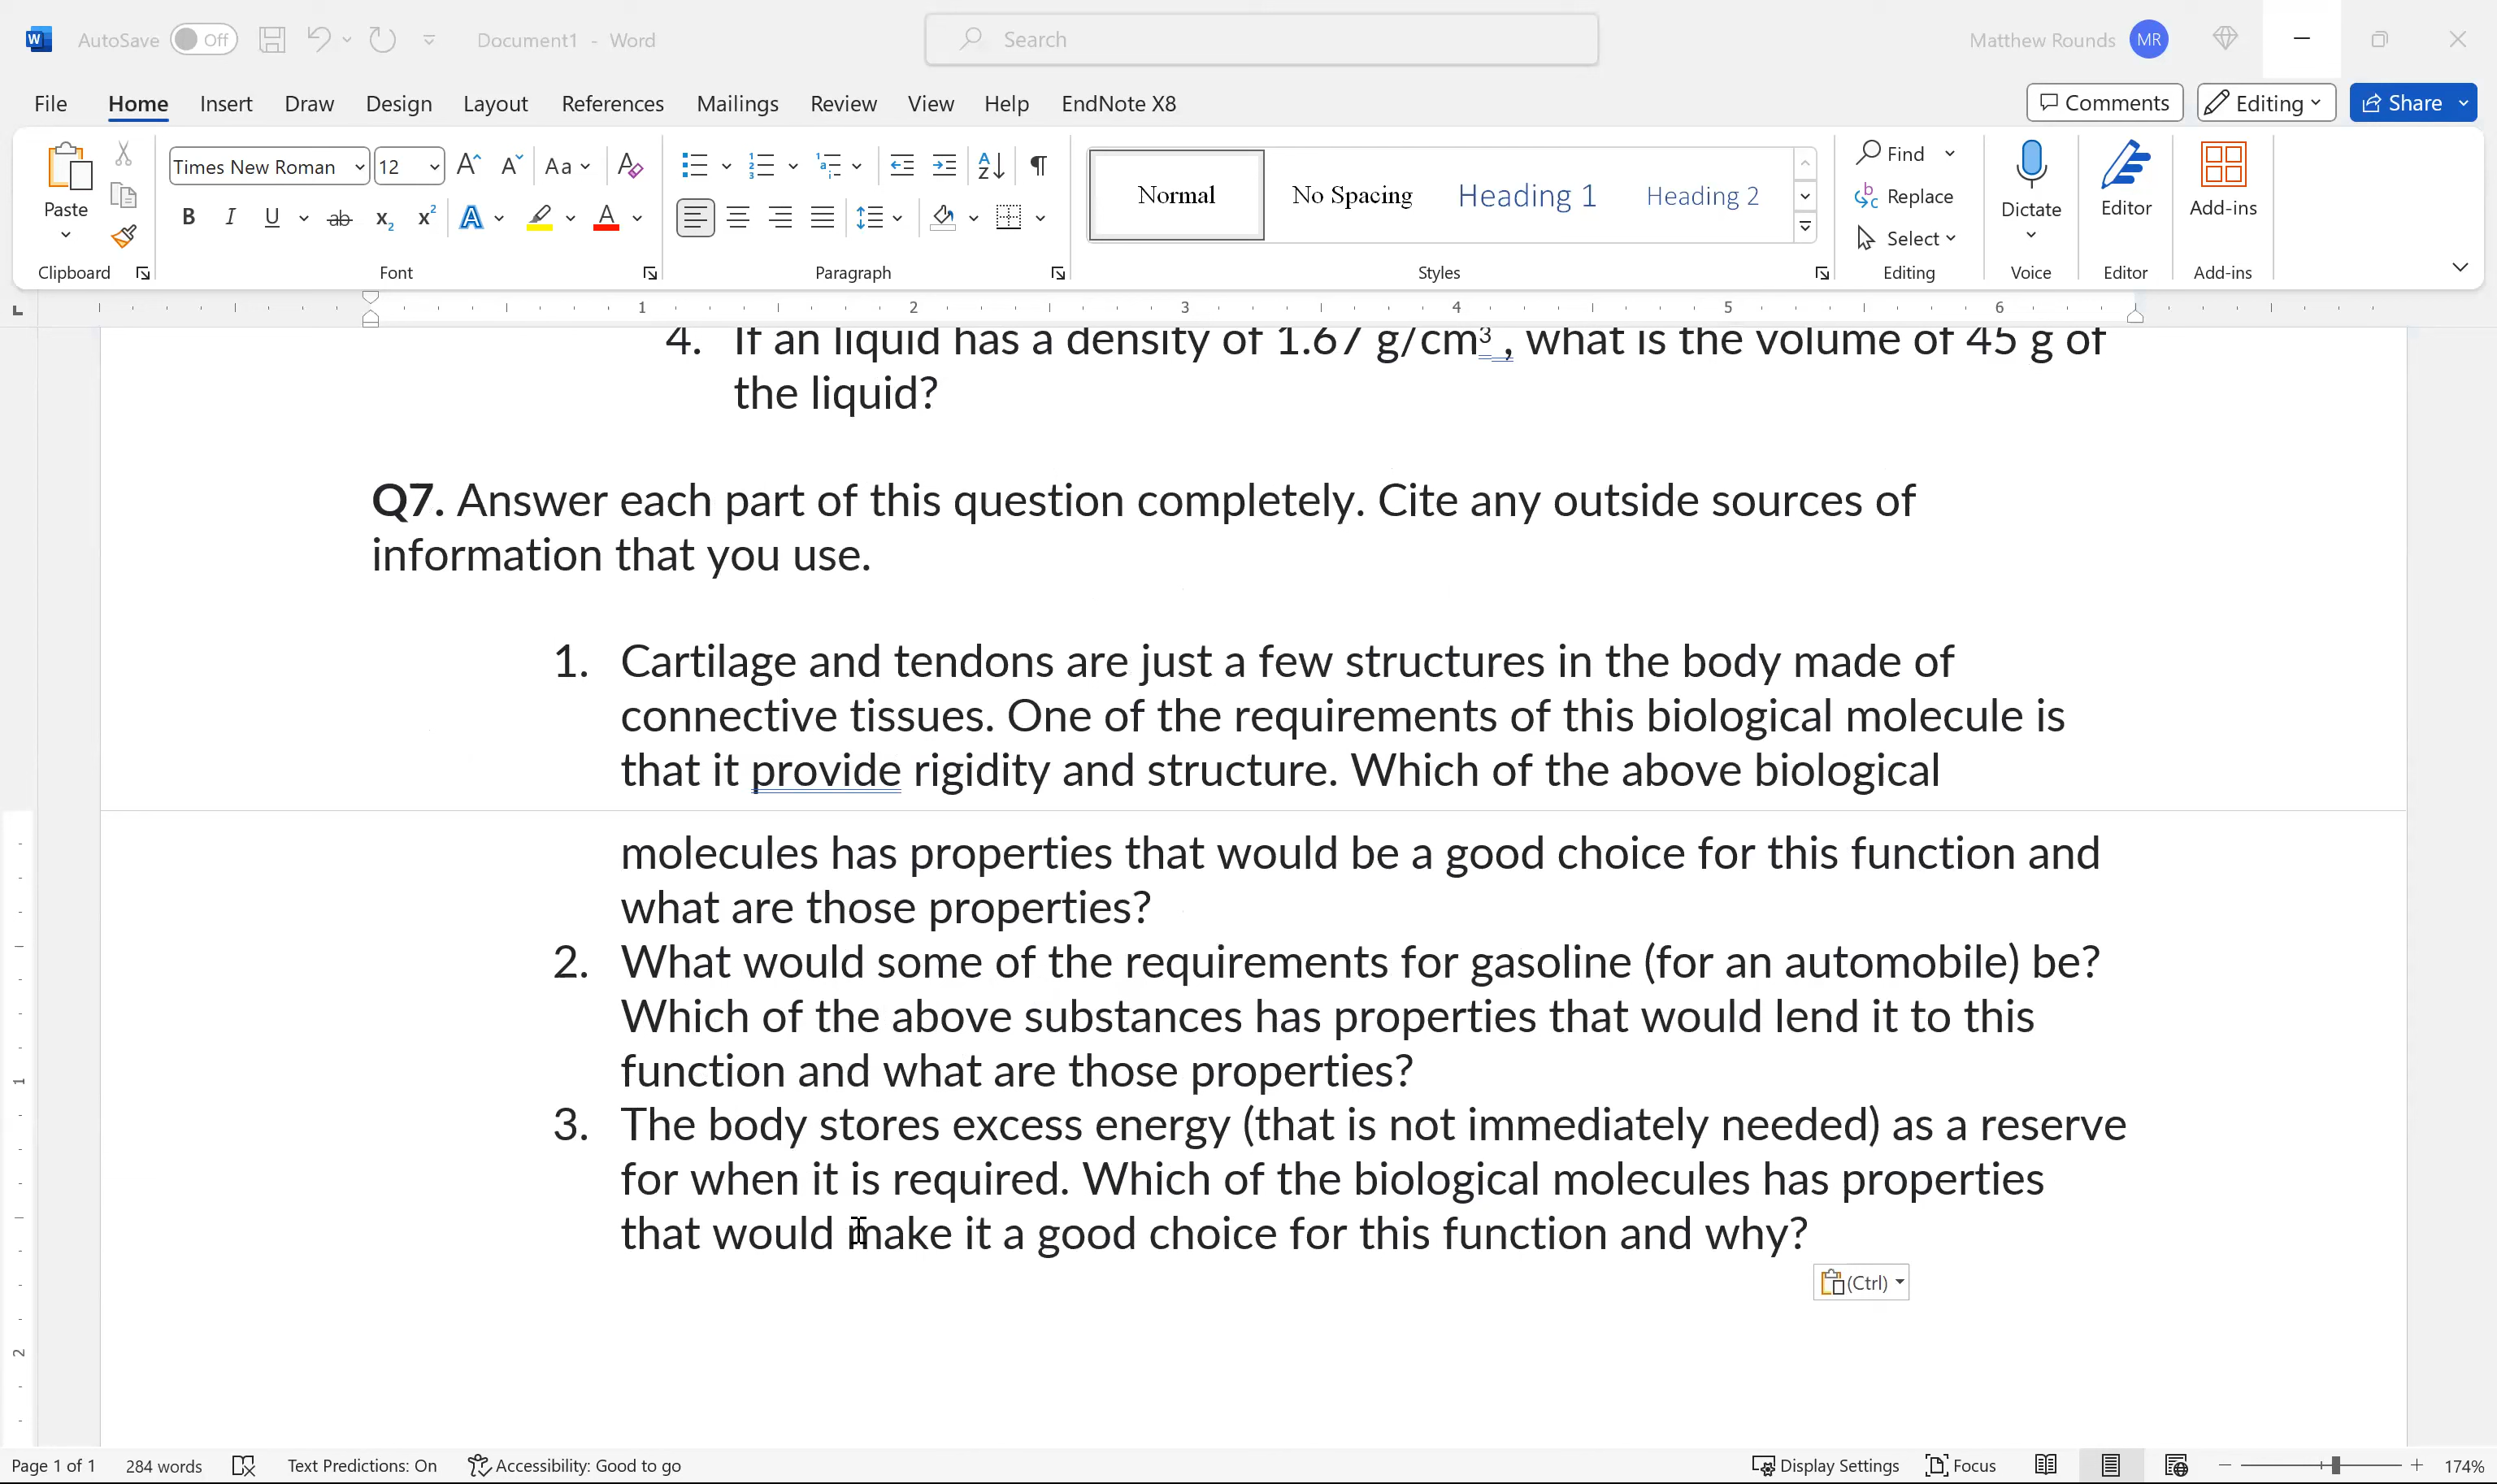 AutoSave Off Document1 - Word Search Matthew Rounds MR
File Home Insert Draw Design Layout References Mailings Review View Help EndNote X8 Comments Editing Share
Paste Times New Roman 12 Aa Normal No Spacing Heading 1 Heading 2 Find Replace Select Dictate Editor Add-ins
Clipboard Font Paragraph Styles Editing Voice Editor Add-ins
1 2 3 4 5 6
4. If an liquid has a density of 1.67 g/cm³ , what is the volume of 45 g of
the liquid?
Q7. Answer each part of this question completely. Cite any outside sources of
information that you use.
1. Cartilage and tendons are just a few structures in the body made of
connective tissues. One of the requirements of this biological molecule is
that it provide rigidity and structure. Which of the above biological
molecules has properties that would be a good choice for this function and
what are those properties?
2. What would some of the requirements for gasoline (for an automobile) be?
Which of the above substances has properties that would lend it to this
function and what are those properties?
3. The body stores excess energy (that is not immediately needed) as a reserve
for when it is required. Which of the biological molecules has properties
that would make it a good choice for this function and why?
(Ctrl)
1
2
Page 1 of 1 284 words Text Predictions: On Accessibility: Good to go Display Settings Focus 174%